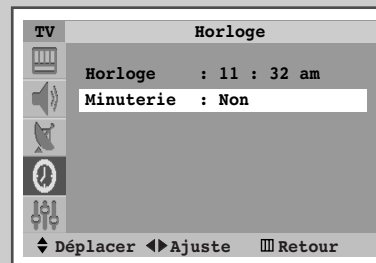 TV Horloge
Horloge : 11 : 32 am
Minuterie : Non
Déplacer Ajuste Retour